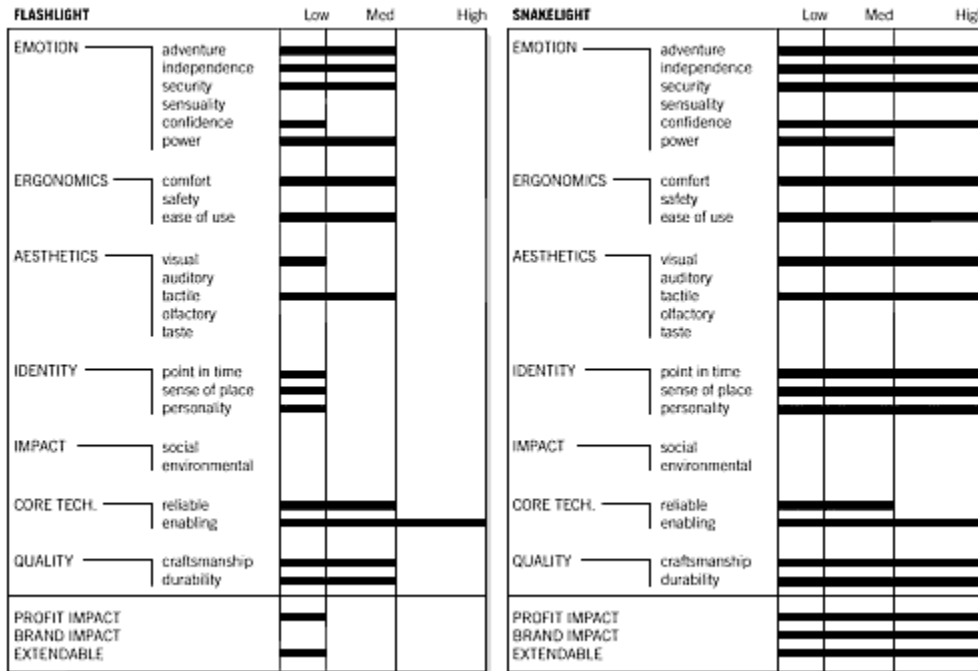 FLASHLIGHT Low Med High
EMOTION adventure
independence
security
sensuality
confidence
power
ERGONOMICS comfort
safety
ease of use
AESTHETICS visual
auditory
tactile
olfactory
taste
IDENTITY point in time
sense of place
personality
IMPACT social
environmental
CORE TECH. reliable
enabling
QUALITY craftsmanship
durability
PROFIT IMPACT
BRAND IMPACT
EXTENDABLE
SNAKELIGHT Low Med Hig
EMOTION adventure
independence
security
sensuality
confidence
power
ERGONOMICS comfort
safety
ease of use
AESTHETICS visual
auditory
tactile
olfactory
taste
IDENTITY point in time
sense of place
personality
IMPACT social
environmental
CORE TECH. reliable
enabling
QUALITY craftsmanship
durability
PROFIT IMPACT
BRAND IMPACT
EXTENDABLE